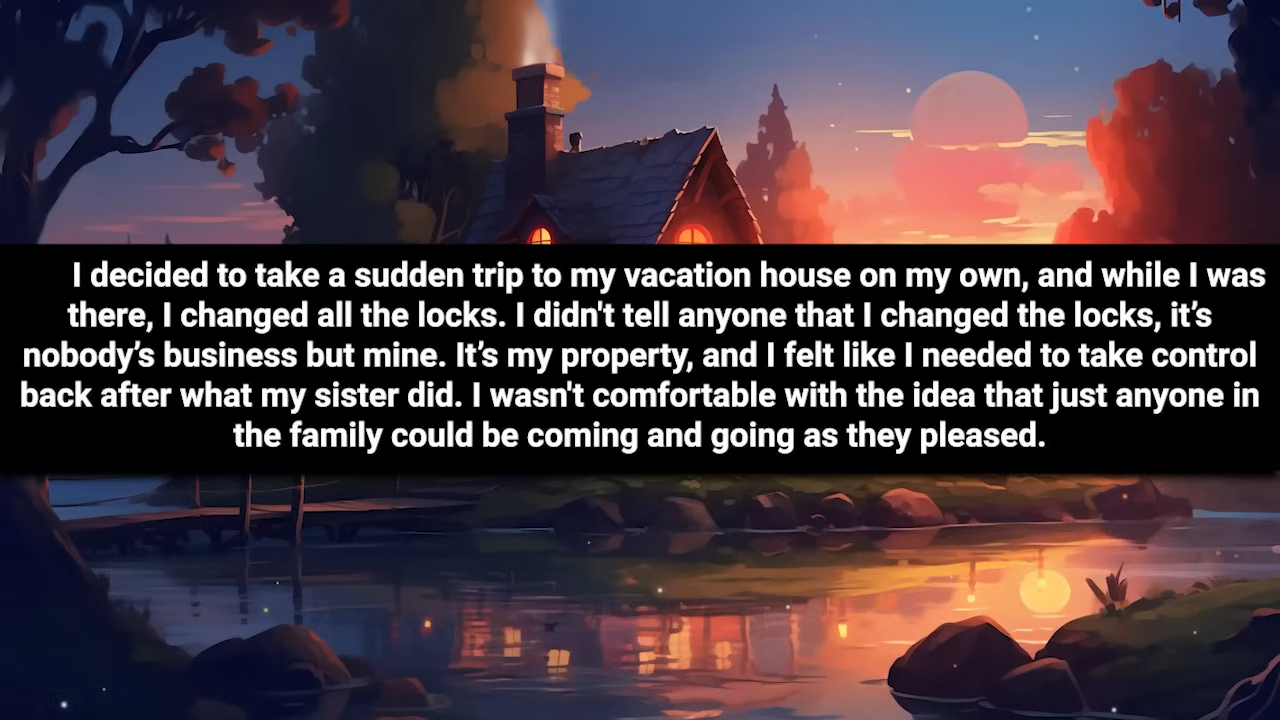 I decided to take a sudden trip to my vacation house on my own, and while I was
there, I changed all the locks. I didn't tell anyone that I changed the locks, it’s
nobody’s business but mine. It’s my property, and I felt like I needed to take control
back after what my sister did. I wasn't comfortable with the idea that just anyone in
the family could be coming and going as they pleased.